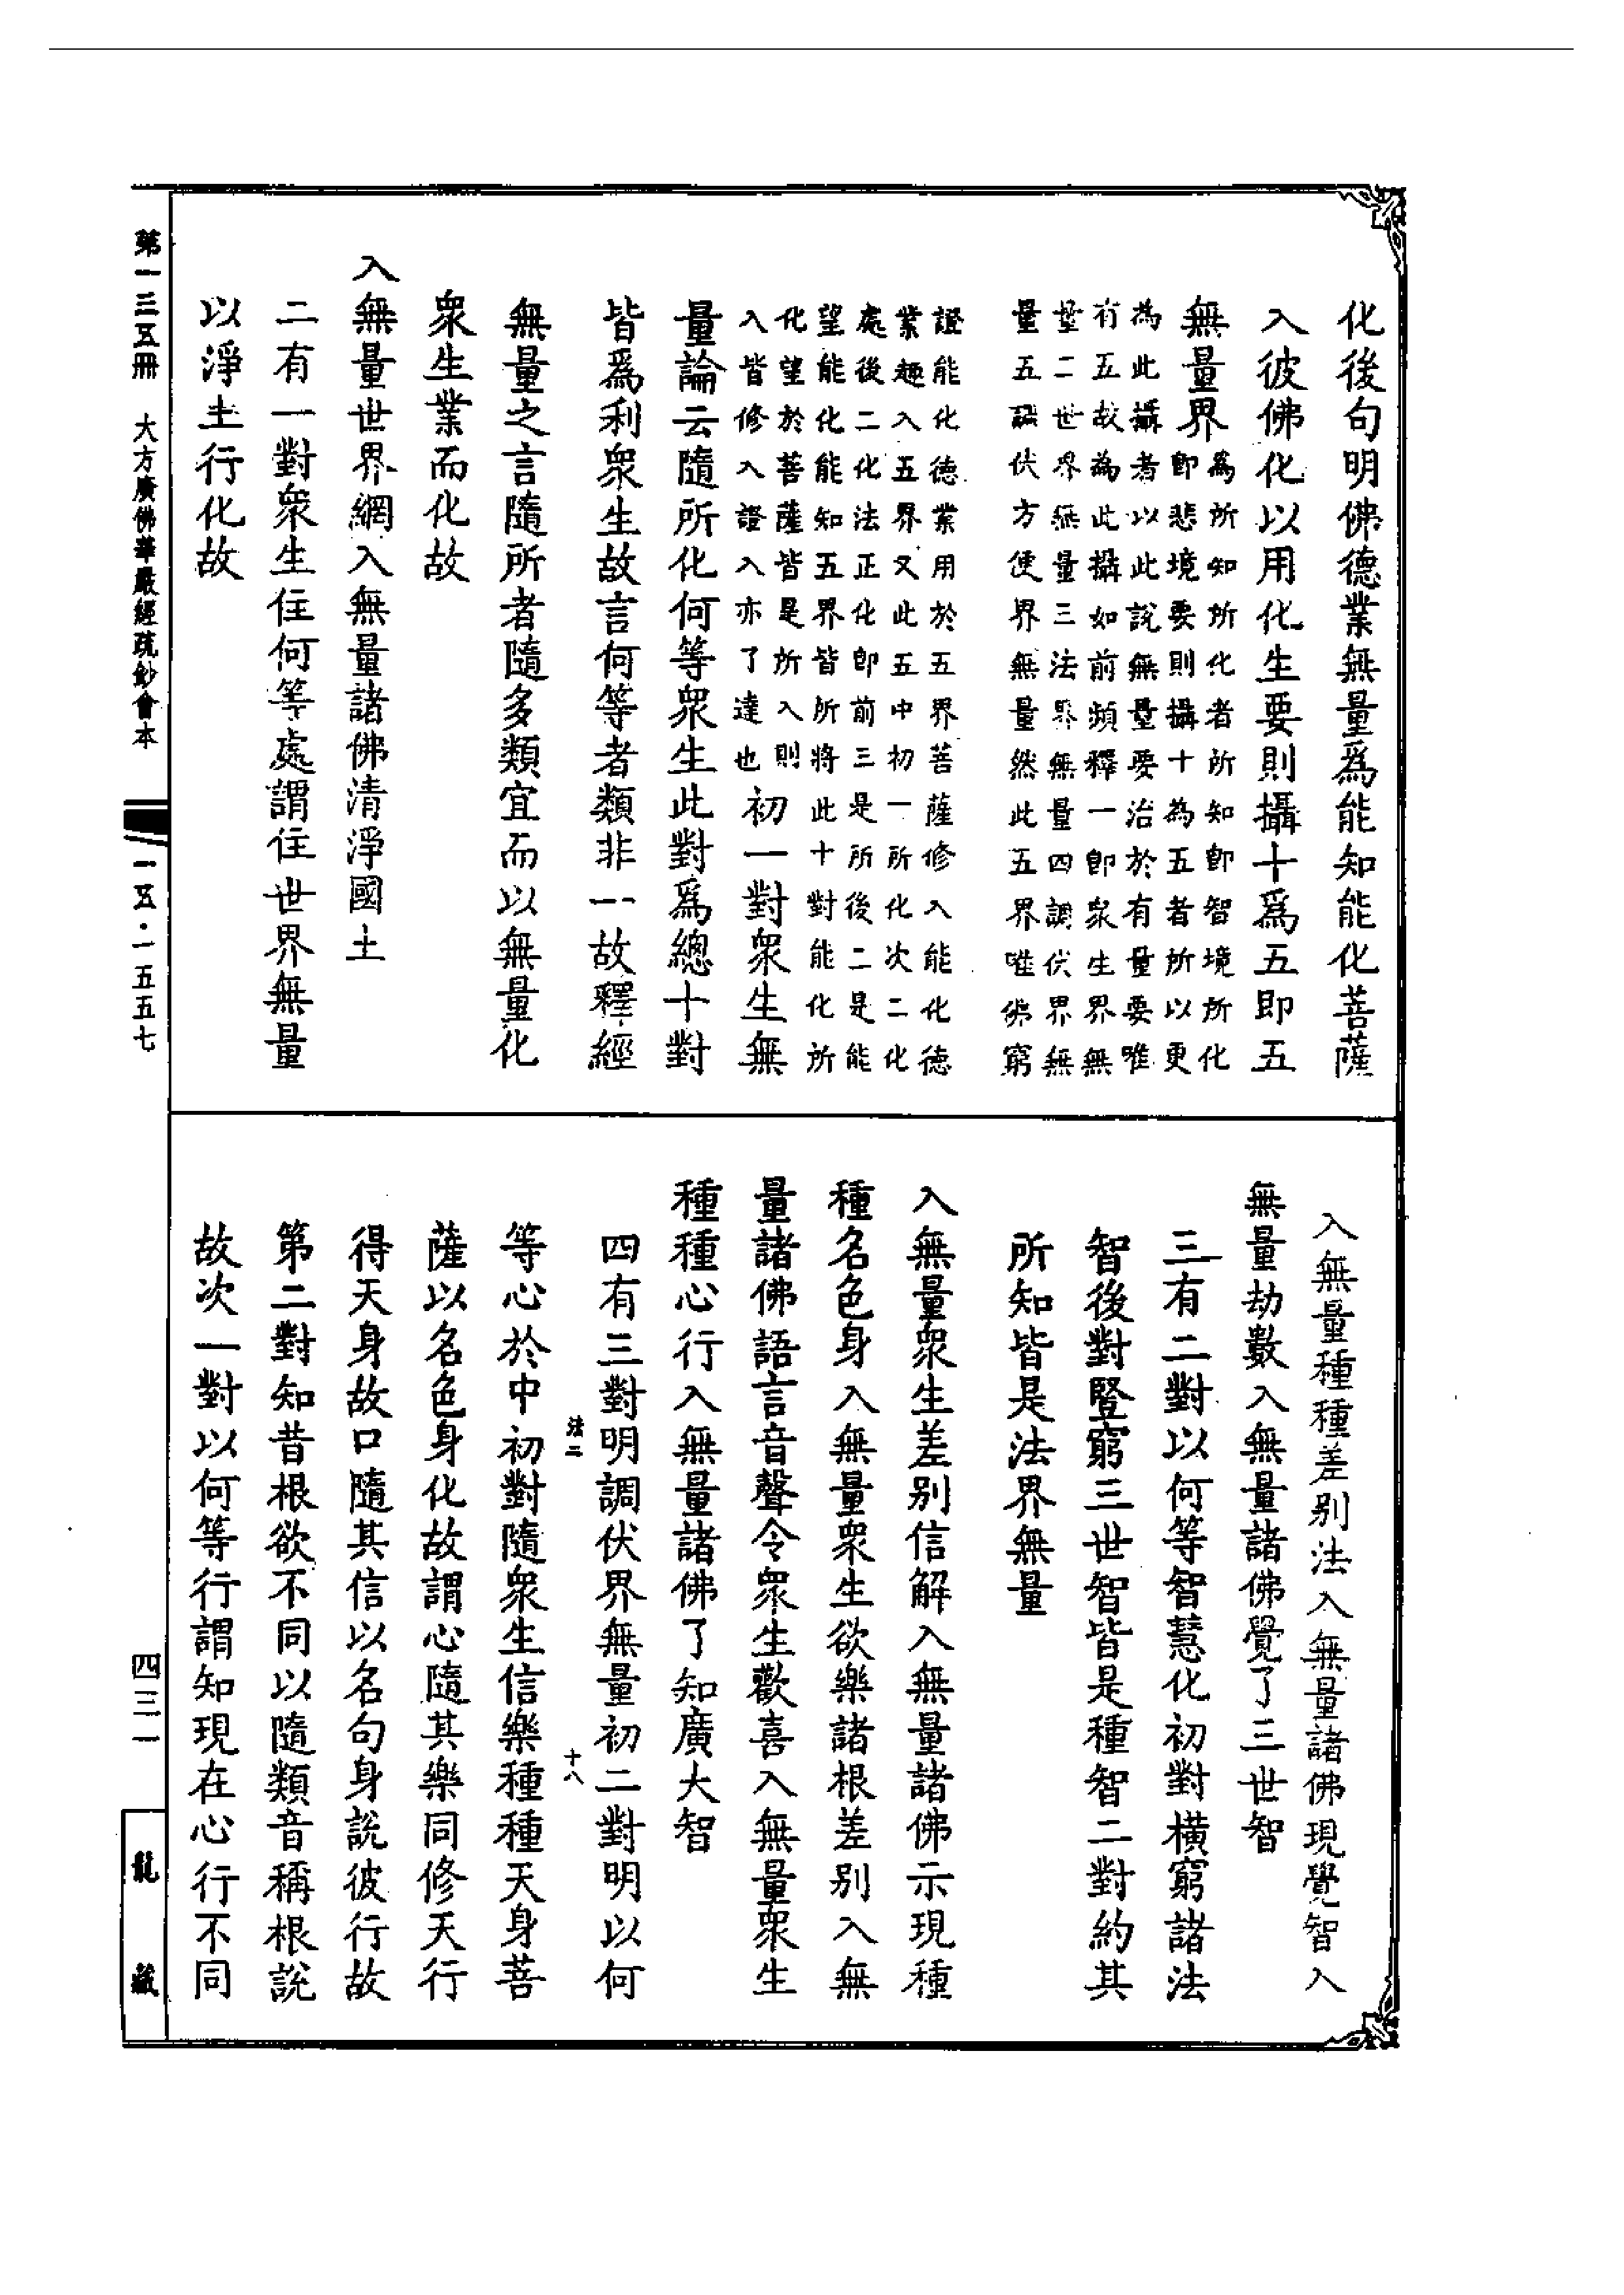 化後句明佛德業無量爲能知能化菩薩
入彼佛化以用化生要則攝十爲五即五
無量界
為所知所化者所知即智境所化
即悲境要則攝十為五者所以更
為此攝者以此說無量要治於有量要唯
有五故為此攝如前頻釋一即眾生界無
量二世界無量三法界無量四調伏界無
量五調伏方便界無量然此五界唯佛窮
證能化德業用於五界菩薩修入能化德
業趣入五界又此五中初一所化次二化
處後二化法正化即前三是所後二是能
望能化能知五界皆所將此十對能化所
化望於菩薩皆是所入則
入皆修入證入亦了達也
初一對衆生無
量論云隨所化何等衆生此對爲總十對
皆爲利衆生故言何等者類非一故釋經
無量之言隨所者隨多類宜而以無量化
衆生業而化故
入無量世界網入無量諸佛清淨國土
二有一對衆生住何等處謂住世界無量
以淨土行化故
入無量種種差別法入無量諸佛現覺智入
無量劫數入無量諸佛覺了三世智
三有二對以何等智慧化初對橫窮諸法
智後對豎窮三世智皆是種智二對約其
所知皆是法界無量
入無量衆生差別信解入無量諸佛示現種
種名色身入無量衆生欲樂諸根差別入無
量諸佛語言音聲令衆生歡喜入無量衆生
種種心行入無量諸佛了知廣大智
四有三對明調伏界無量初二對明以何
法二
十八
等心於中初對隨衆生信樂種種天身菩
薩以名色身化故謂心隨其樂同修天行
得天身故口隨其信以名句身說彼行故
第二對知昔根欲不同以隨類音稱根說
故次一對以何等行謂知現在心行不同
第一三五冊　大方廣佛華嚴經疏鈔會本
一五·一五五七
四三一
龍藏